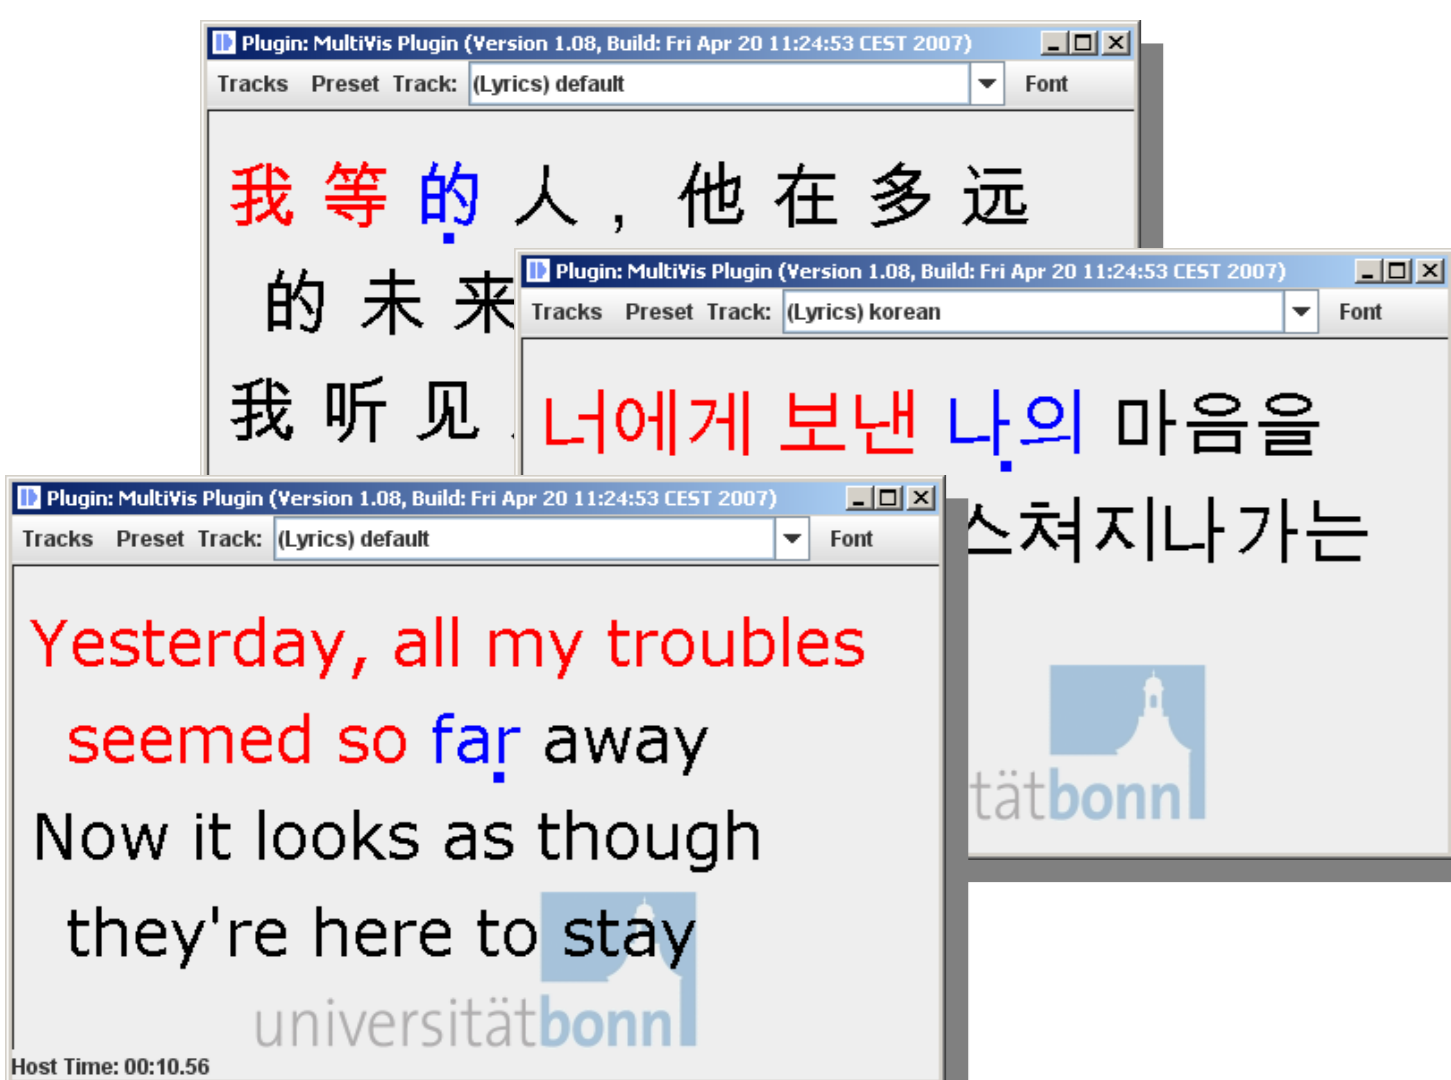 Plugin: MultiVis Plugin (Version 1.08, Build: Fri Apr 20 11:24:53 CEST 2007)
Tracks Preset Track: (Lyrics) default Font
我 等 的 人 ， 他 在 多 远
的 未 来
我 听 见
Plugin: MultiVis Plugin (Version 1.08, Build: Fri Apr 20 11:24:53 CEST 2007)
Tracks Preset Track: (Lyrics) korean Font
너에게 보낸 나의 마음을
스쳐지나가는
tätbonn
Plugin: MultiVis Plugin (Version 1.08, Build: Fri Apr 20 11:24:53 CEST 2007)
Tracks Preset Track: (Lyrics) default Font
Yesterday, all my troubles
seemed so far away
Now it looks as though
they're here to stay
universitätbonn
Host Time: 00:10.56